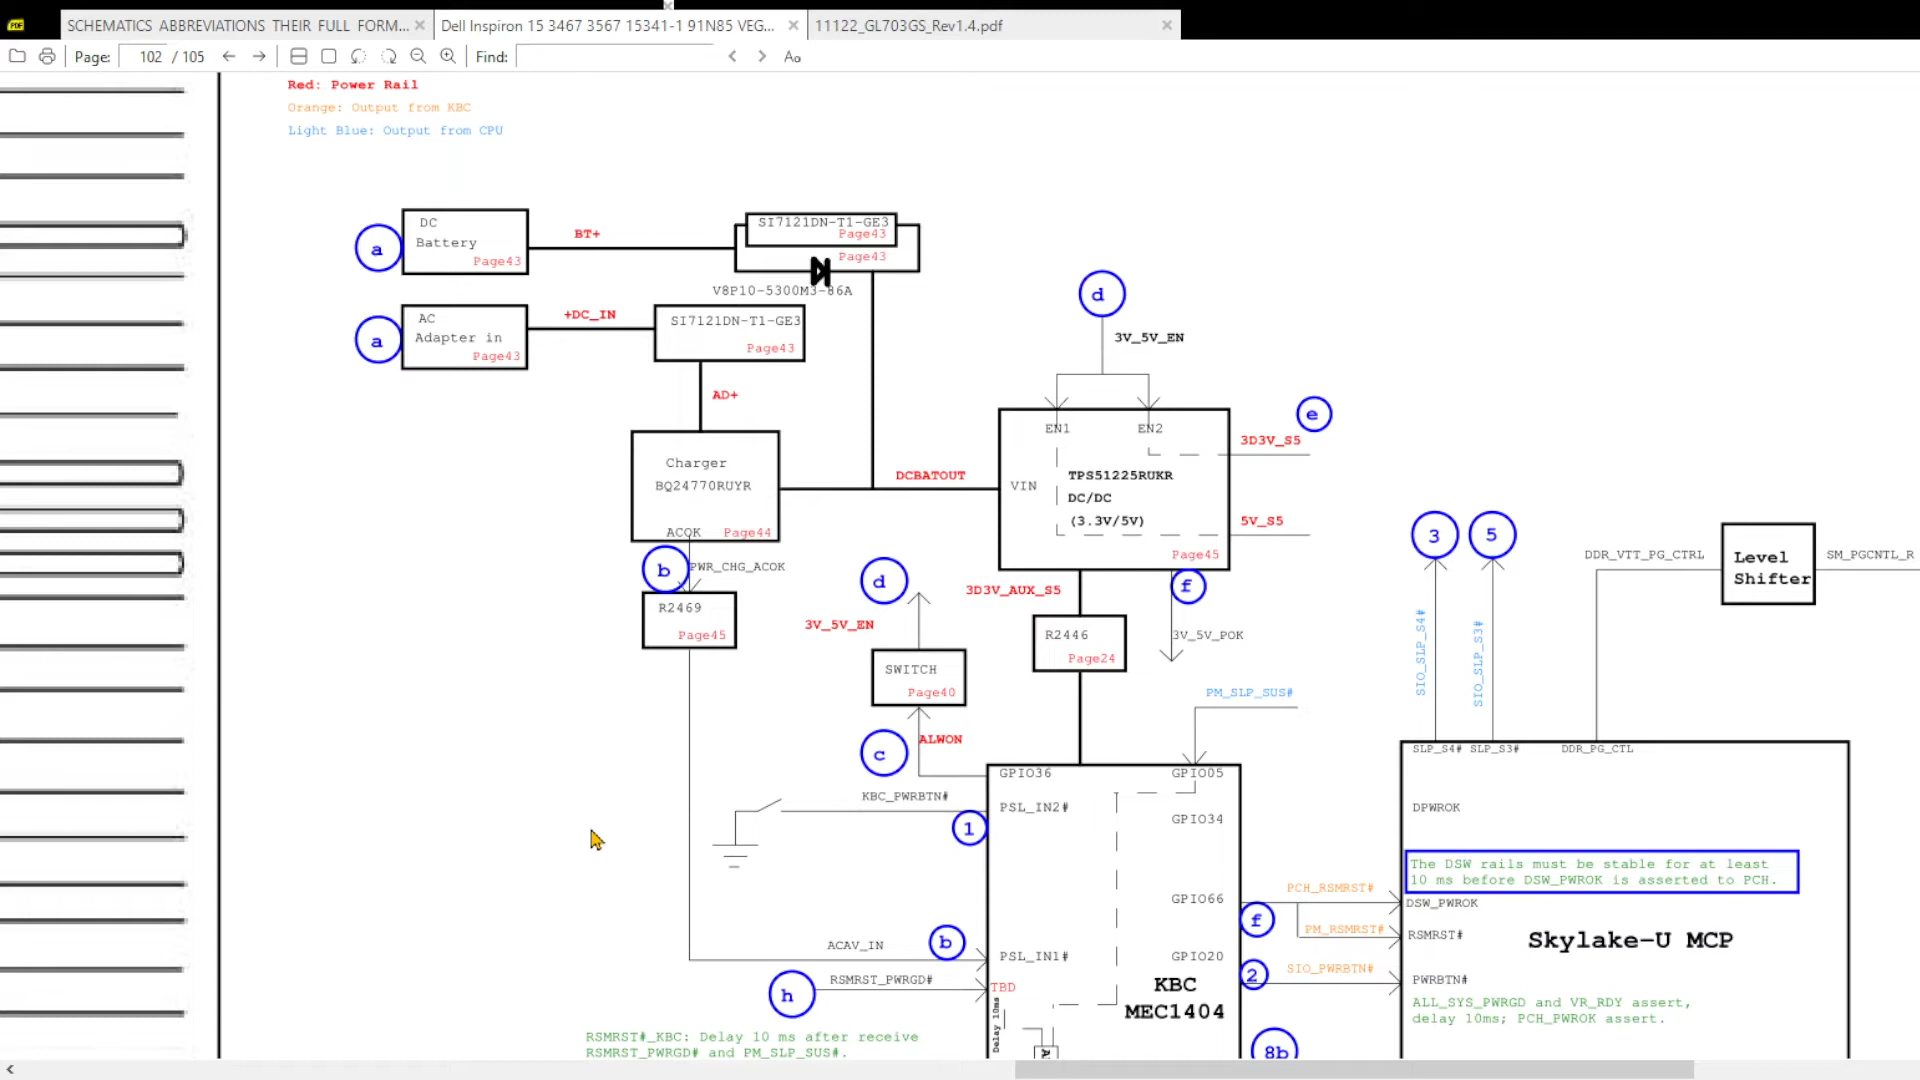 SCHEMATICS ABBREVIATIONS THEIR FULL FORM...
Dell Inspiron 15 3467 3567 15341-1 91N85 VEG...
11122_GL703GS_Rev1.4.pdf
Page: 102 / 105
Find:
Aa
Red: Power Rail
Orange: Output from KBC
Light Blue: Output from CPU
a
DC
Battery
Page43
BT+
SI7121DN-T1-GE3
Page43
Page43
V8P10-5300M3-86A
a
AC
Adapter in
Page43
+DC_IN
SI7121DN-T1-GE3
Page43
AD+
d
3V_5V_EN
Charger
BQ24770RUYR
ACOK
Page44
DCBATOUT
EN1
EN2
VIN
TPS51225RUKR
DC/DC
(3.3V/5V)
Page45
3D3V_S5
e
5V_S5
b
PWR_CHG_ACOK
R2469
Page45
d
3V_5V_EN
SWITCH
Page40
c
ALWON
3D3V_AUX_S5
R2446
Page24
f
3V_5V_POK
PM_SLP_SUS#
3
5
SIO_SLP_S4#
SIO_SLP_S3#
DDR_VTT_PG_CTRL
Level
Shifter
SM_PGCNTL_R
SLP_S4#
SLP_S3#
DDR_PG_CTL
GPIO36
GPIO05
KBC_PWRBTN#
PSL_IN2#
1
GPIO34
DPWROK
The DSW rails must be stable for at least
10 ms before DSW_PWROK is asserted to PCH.
GPIO66
f
PCH_RSMRST#
DSW_PWROK
PM_RSMRST#
RSMRST#
Skylake-U MCP
ACAV_IN
b
PSL_IN1#
GPIO20
2
SIO_PWRBTN#
PWRBTN#
h
RSMRST_PWRGD#
TBD
KBC
MEC1404
Delay 10ms
ALL_SYS_PWRGD and VR_RDY assert,
delay 10ms; PCH_PWROK assert.
RSMRST#_KBC: Delay 10 ms after receive
RSMRST_PWRGD# and PM_SLP_SUS#.
8b